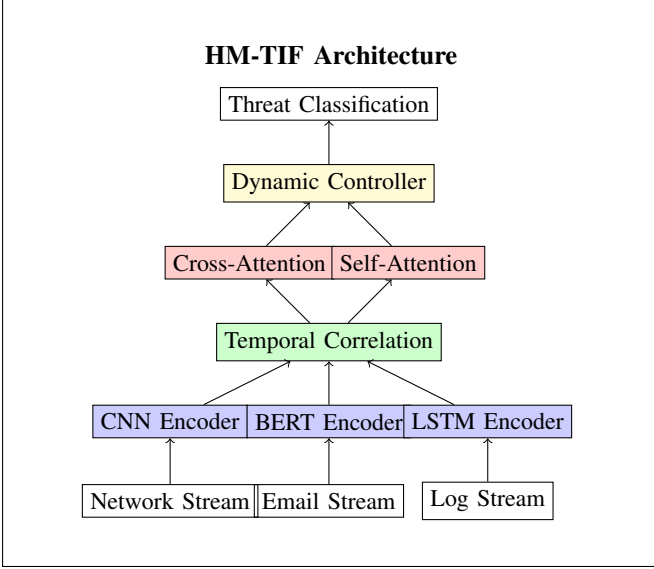 HM-TIF Architecture
Threat Classification
Dynamic Controller
Cross-Attention Self-Attention
Temporal Correlation
CNN Encoder BERT Encoder LSTM Encoder
Network Stream Email Stream Log Stream